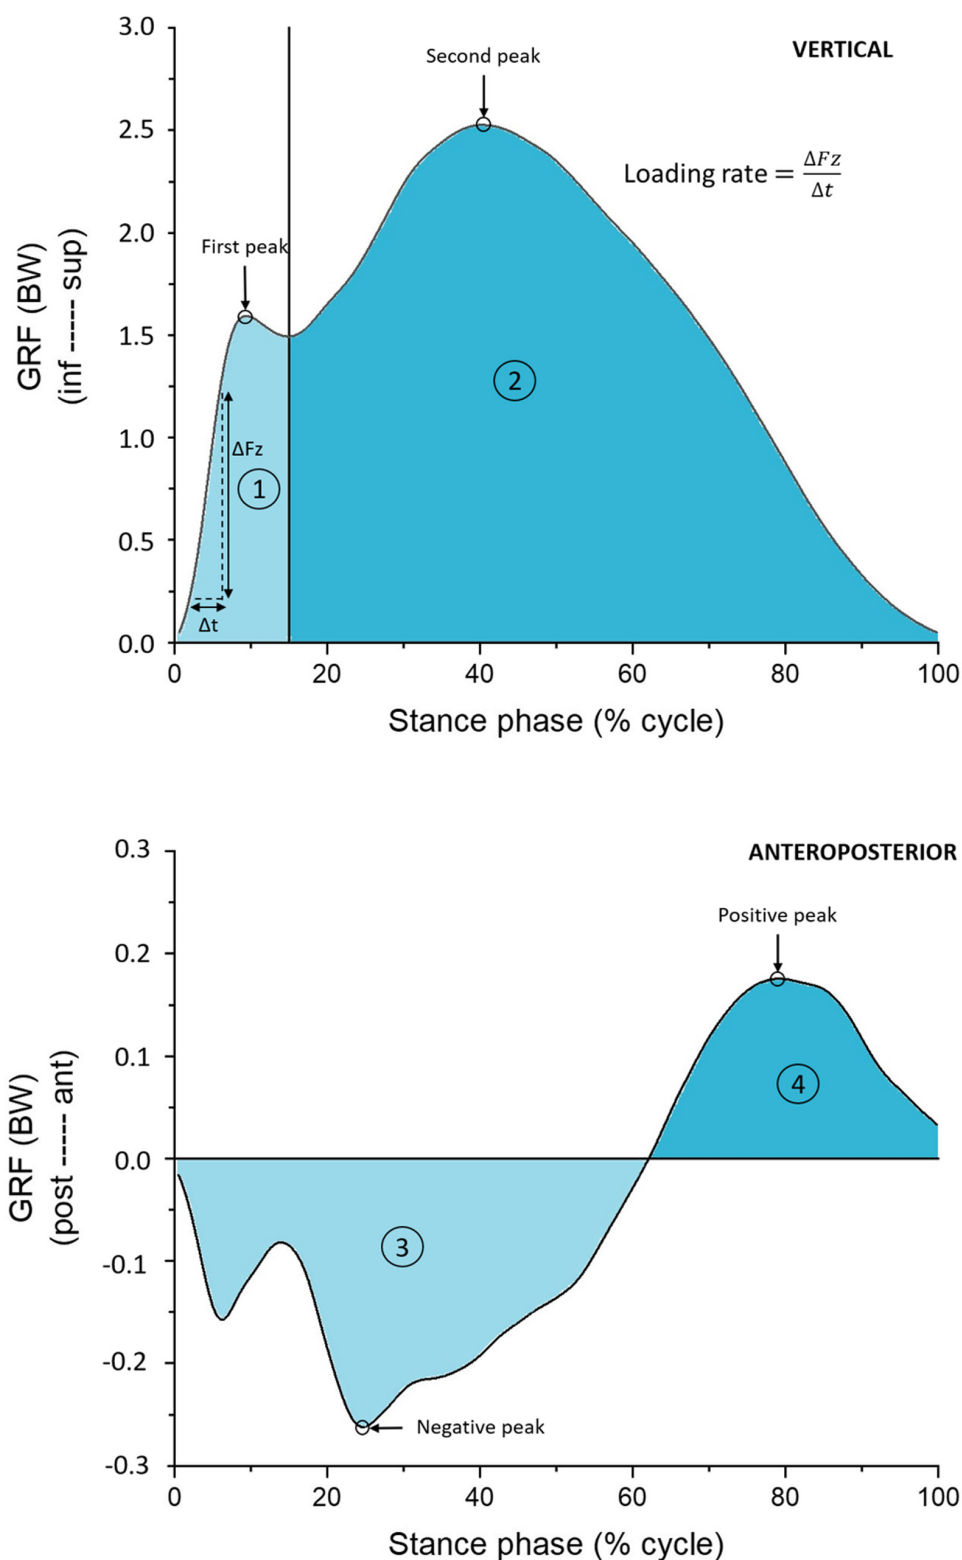 VERTICAL
Second peak
Loading rate = ΔFz/Δt
First peak
ΔFz
Δt
1
2
GRF (BW)
(inf ------ sup)
3.0
2.5
2.0
1.5
1.0
0.5
0.0
0 20 40 60 80 100
Stance phase (% cycle)
ANTEROPOSTERIOR
Positive peak
4
3
Negative peak
GRF (BW)
(post ------ ant)
0.3
0.2
0.1
0.0
-0.1
-0.2
-0.3
0 20 40 60 80 100
Stance phase (% cycle)